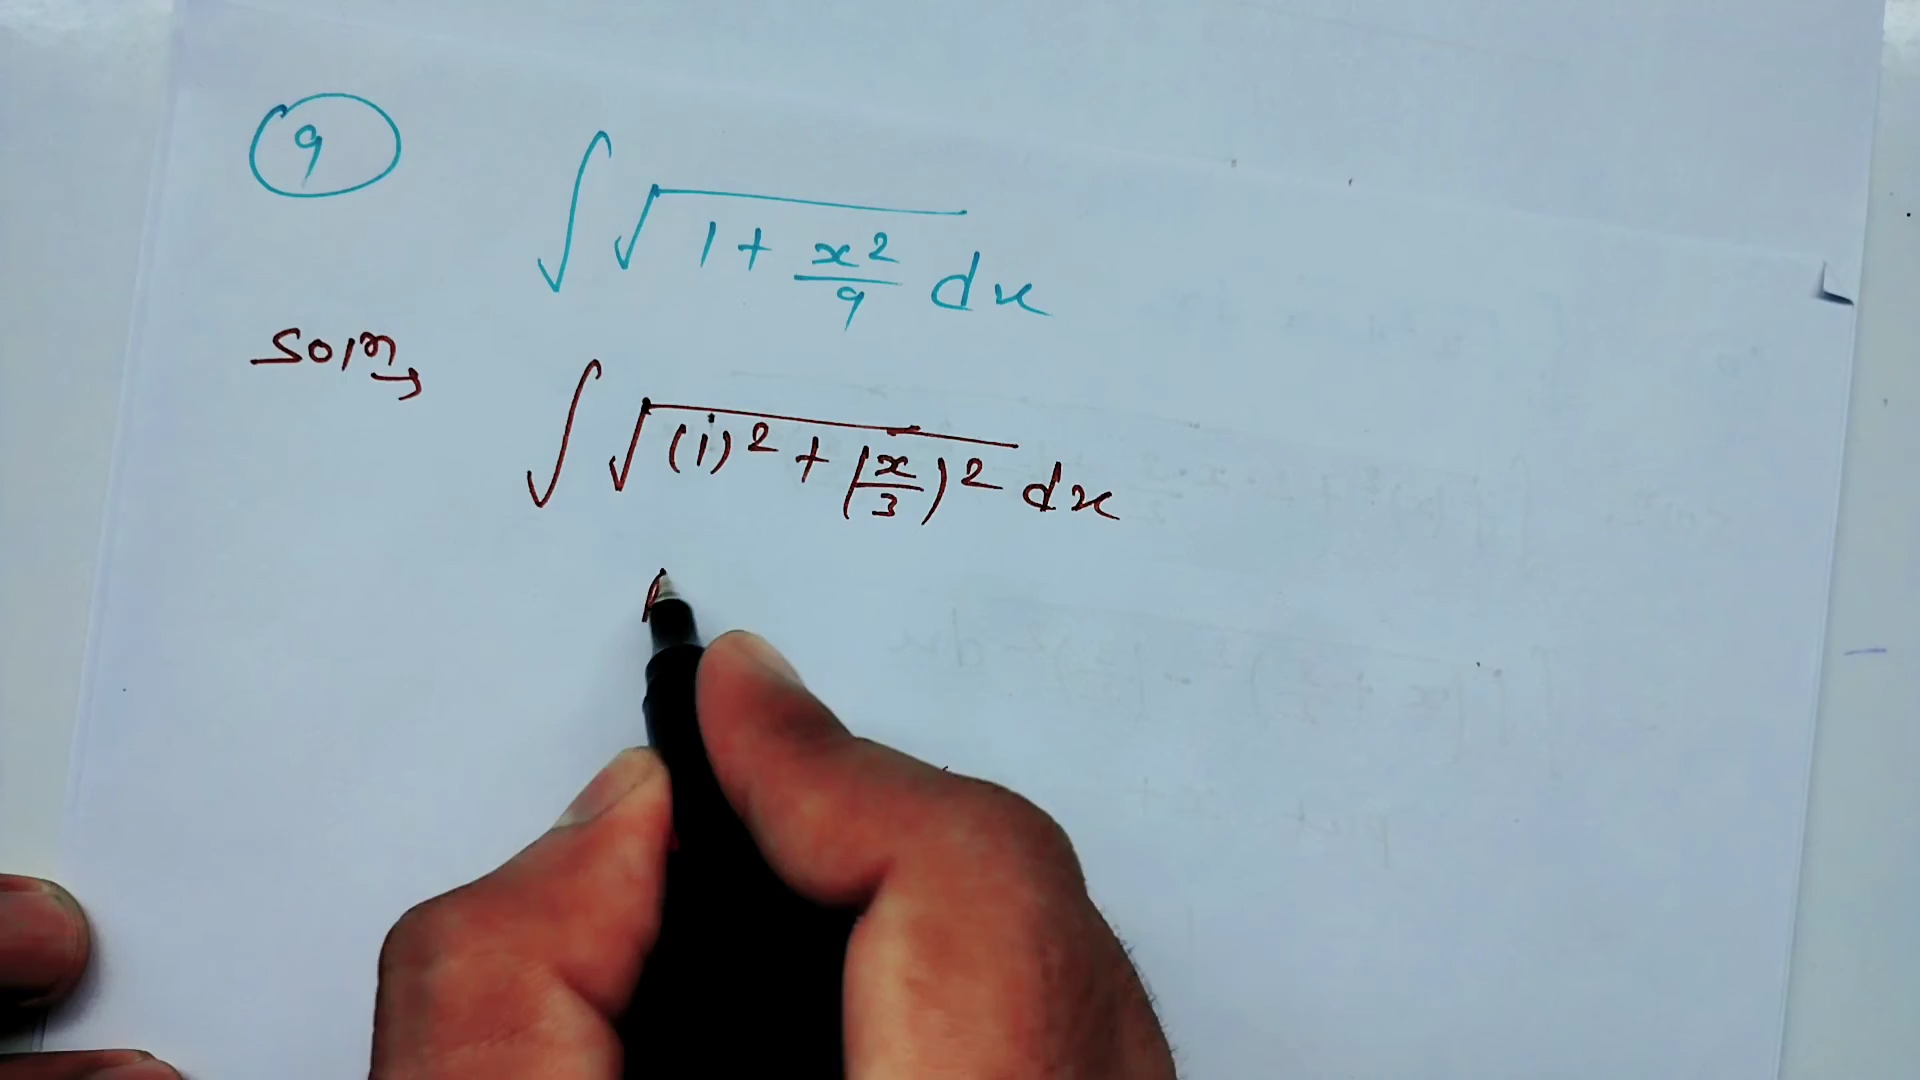 9
∫ √(1 + x²/9) dx
Solⁿ→
∫ √((1)² + (x/3)²) dx